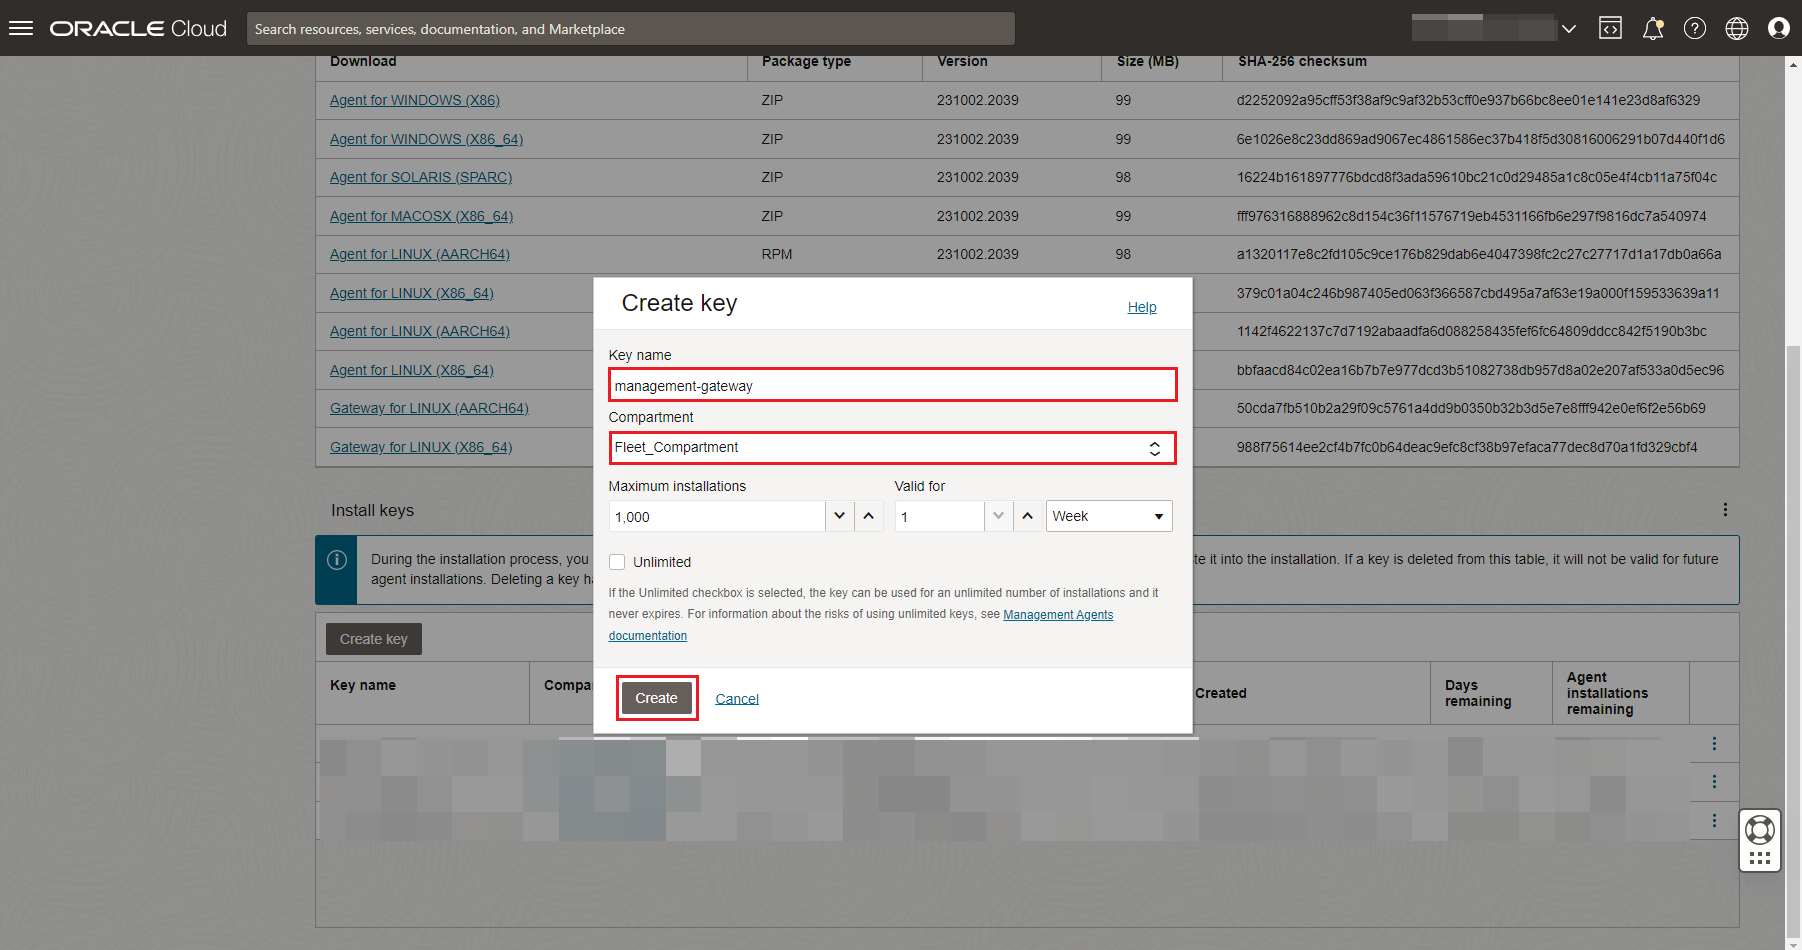 ORACLE Cloud
Search resources, services, documentation, and Marketplace
Download Package type Version Size (MB) SHA-256 checksum
Agent for WINDOWS (X86) ZIP 231002.2039 99 d2252092a95cff53f38af9c9af32b53cff0e937b66bc8ee01e141e23d8af6329
Agent for WINDOWS (X86_64) ZIP 231002.2039 99 6e1026e8c23dd869ad9067ec4861586ec37b418f5d30816006291b07d440f1d6
Agent for SOLARIS (SPARC) ZIP 231002.2039 98 16224b161897776bdcd8f3ada59610bc21c0d29485a1c8c05e4f4cb11a75f04c
Agent for MACOSX (X86_64) ZIP 231002.2039 99 fff976316888962c8d154c36f11576719eb4531166fb6e297f9816dc7a540974
Agent for LINUX (AARCH64) RPM 231002.2039 98 a1320117e8c2fd105c9ce176b829dab6e4047398fc2c27c27717d1a17db0a66a
Agent for LINUX (X86_64) 379c01a04c246b987405ed063f366587cbd495a7af63e19a000f159533639a11
Agent for LINUX (AARCH64) 1142f4622137c7d7192abaadfa6d088258435fef6fc64809ddcc842f5190b3bc
Agent for LINUX (X86_64) bbfaacd84c02ea16b7b7e977dcd3b51082738db957d8a02e207af533a0d5ec96
Gateway for LINUX (AARCH64) 50cda7fb510b2a29f09c5761a4dd9b0350b32b3d5e7e8fff942e0ef6f2e56b69
Gateway for LINUX (X86_64) 988f75614ee2cf4b7fc0b64deac9efc8cf38b97efaca77dec8d70a1fd329cbf4
Create key
Help
Key name
management-gateway
Compartment
Fleet_Compartment
Maximum installations Valid for
1,000 1 Week
Unlimited
If the Unlimited checkbox is selected, the key can be used for an unlimited number of installations and it
never expires. For information about the risks of using unlimited keys, see Management Agents
documentation
Create Cancel
Install keys
During the installation process, you te it into the installation. If a key is deleted from this table, it will not be valid for future
agent installations. Deleting a key ha
Create key
Key name Compa Created Days remaining Agent installations remaining